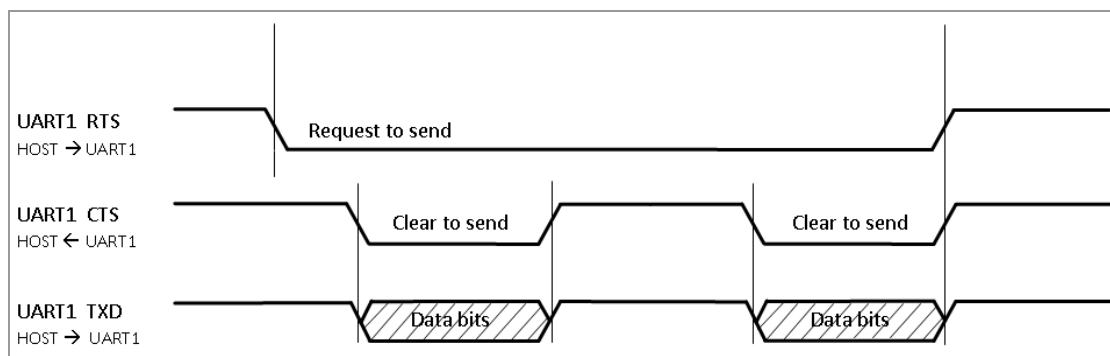 UART1 RTS
HOST → UART1
Request to send
UART1 CTS
HOST ← UART1
Clear to send
Clear to send
UART1 TXD
HOST → UART1
Data bits
Data bits